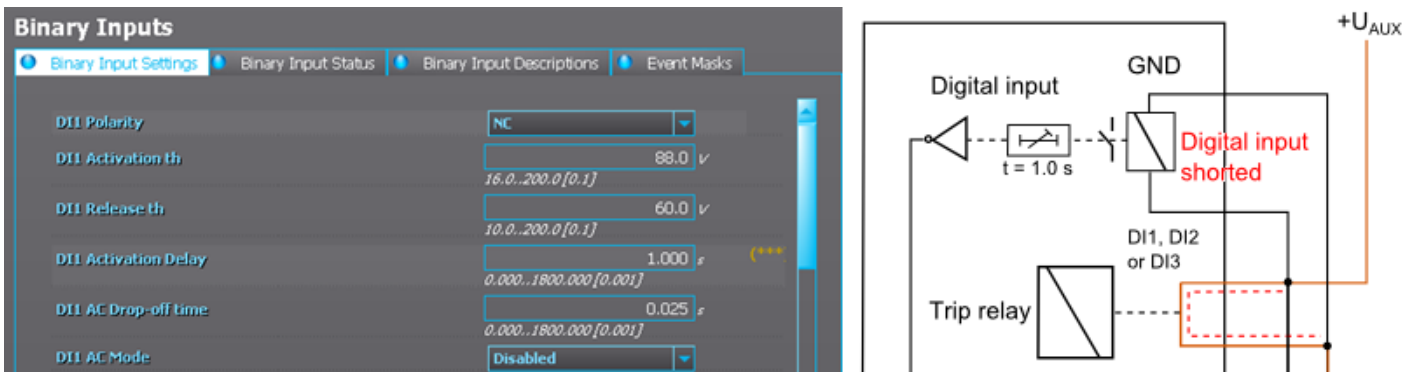 Binary Inputs
Binary Input Settings
Binary Input Status
Binary Input Descriptions
Event Masks
DI1 Polarity
NC
DI1 Activation th
88.0 V
16.0..200.0 [0.1]
DI1 Release th
60.0 V
10.0..200.0 [0.1]
DI1 Activation Delay
1.000 s
(***)
0.000..1800.000 [0.001]
DI1 AC Drop-off time
0.025 s
0.000..1800.000 [0.001]
DI1 AC Mode
Disabled
+UAUX
GND
Digital input
t = 1.0 s
Digital input
shorted
DI1, DI2
or DI3
Trip relay